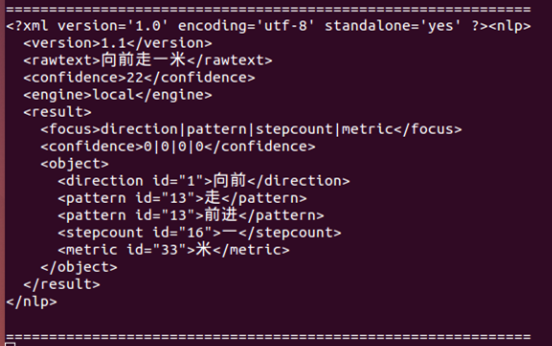 =============================================================
<?xml version='1.0' encoding='utf-8' standalone='yes' ?><nlp>
  <version>1.1</version>
  <rawtext>向前走一米</rawtext>
  <confidence>22</confidence>
  <engine>local</engine>
  <result>
    <focus>direction|pattern|stepcount|metric</focus>
    <confidence>0|0|0|0</confidence>
    <object>
      <direction id="1">向前</direction>
      <pattern id="13">走</pattern>
      <pattern id="13">前进</pattern>
      <stepcount id="16">一</stepcount>
      <metric id="33">米</metric>
    </object>
  </result>
</nlp>
=============================================================